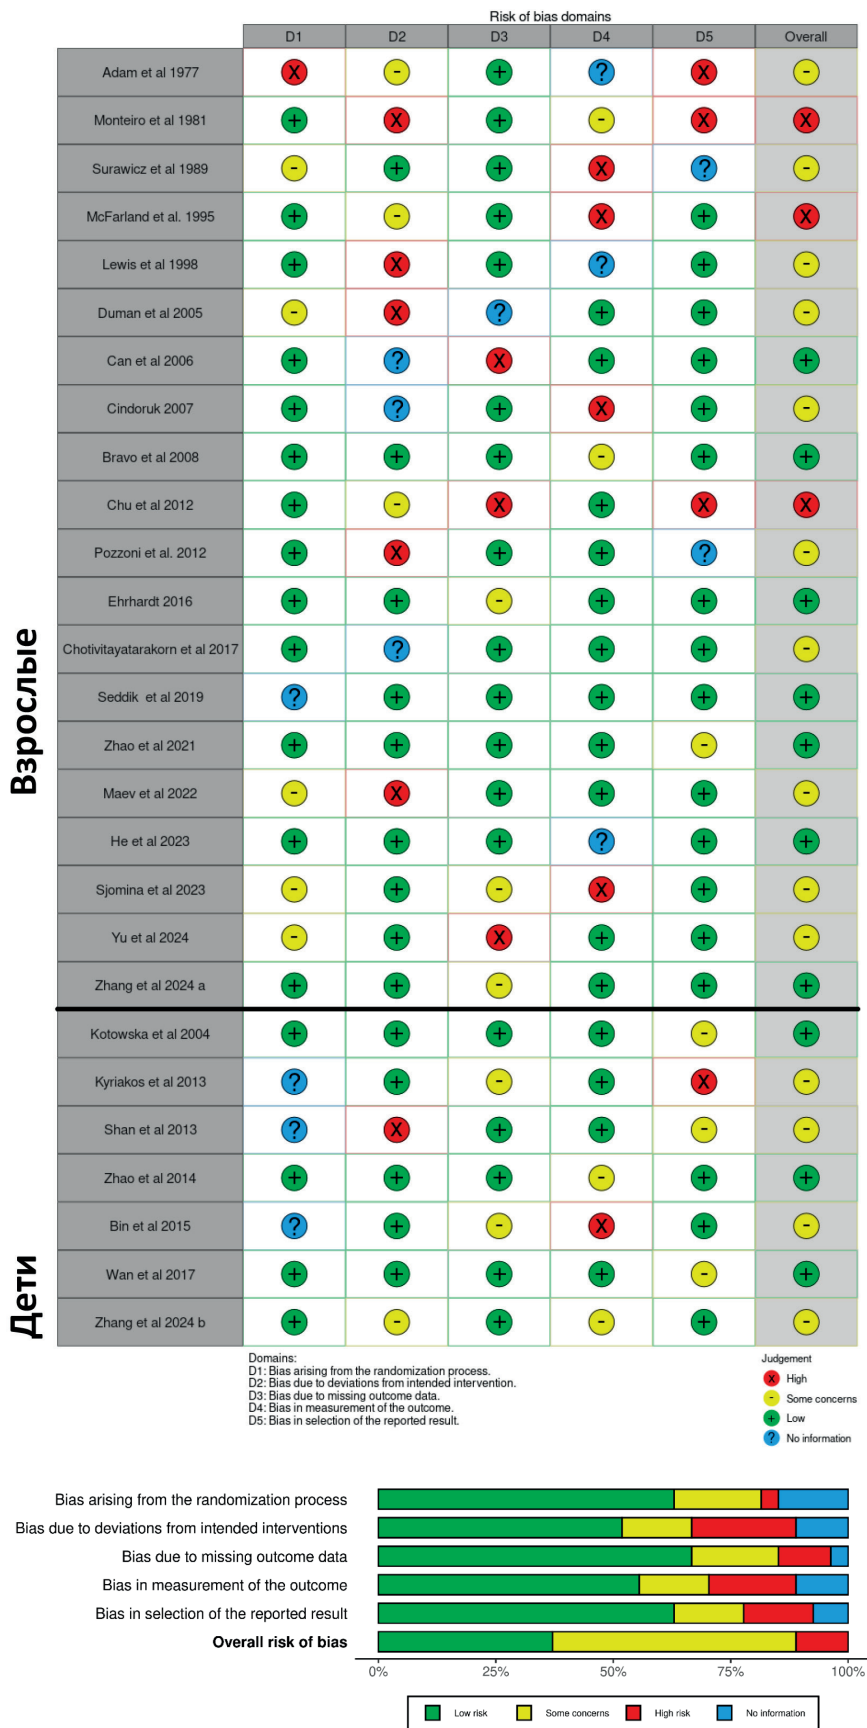 Risk of bias domains
D1 D2 D3 D4 D5 Overall
Взрослые
Adam et al 1977 X - + ? X -
Monteiro et al 1981 + X + - X X
Surawicz et al 1989 - + + X ? -
McFarland et al. 1995 + - + X + X
Lewis et al 1998 + X + ? + -
Duman et al 2005 - X ? + + -
Can et al 2006 + ? X + + +
Cindoruk 2007 + ? + X + -
Bravo et al 2008 + + + - + +
Chu et al 2012 + - X + X X
Pozzoni et al. 2012 + X + + ? -
Ehrhardt 2016 + + - + + +
Chotivitayatarakorn et al 2017 + ? + + + -
Seddik et al 2019 ? + + + + +
Zhao et al 2021 + + + + - +
Maev et al 2022 - X + + + -
He et al 2023 + + + ? + +
Sjomina et al 2023 - + - X + -
Yu et al 2024 - + X + + -
Zhang et al 2024 a + + - + + +
Дети
Kotowska et al 2004 + + + + - +
Kyriakos et al 2013 ? + - + X -
Shan et al 2013 ? X + + - -
Zhao et al 2014 + + + - + +
Bin et al 2015 ? + - X + -
Wan et al 2017 + + + + - +
Zhang et al 2024 b + - + - + -
Domains:
D1: Bias arising from the randomization process.
D2: Bias due to deviations from intended intervention.
D3: Bias due to missing outcome data.
D4: Bias in measurement of the outcome.
D5: Bias in selection of the reported result.
Judgement
X High
- Some concerns
+ Low
? No information
Bias arising from the randomization process
Bias due to deviations from intended interventions
Bias due to missing outcome data
Bias in measurement of the outcome
Bias in selection of the reported result
Overall risk of bias
0% 25% 50% 75% 100%
Low risk Some concerns High risk No information